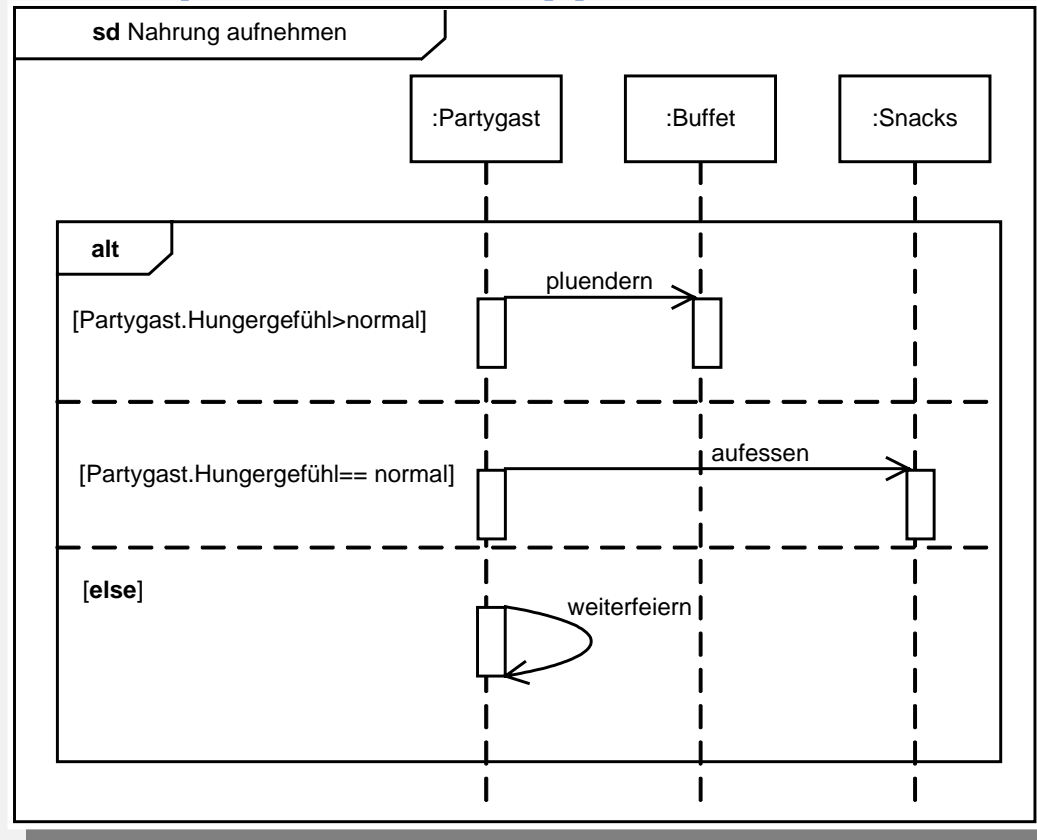 sd Nahrung aufnehmen
:Partygast
:Buffet
:Snacks
alt
pluendern
[Partygast.Hungergefühl>normal]
aufessen
[Partygast.Hungergefühl== normal]
[else]
weiterfeiern